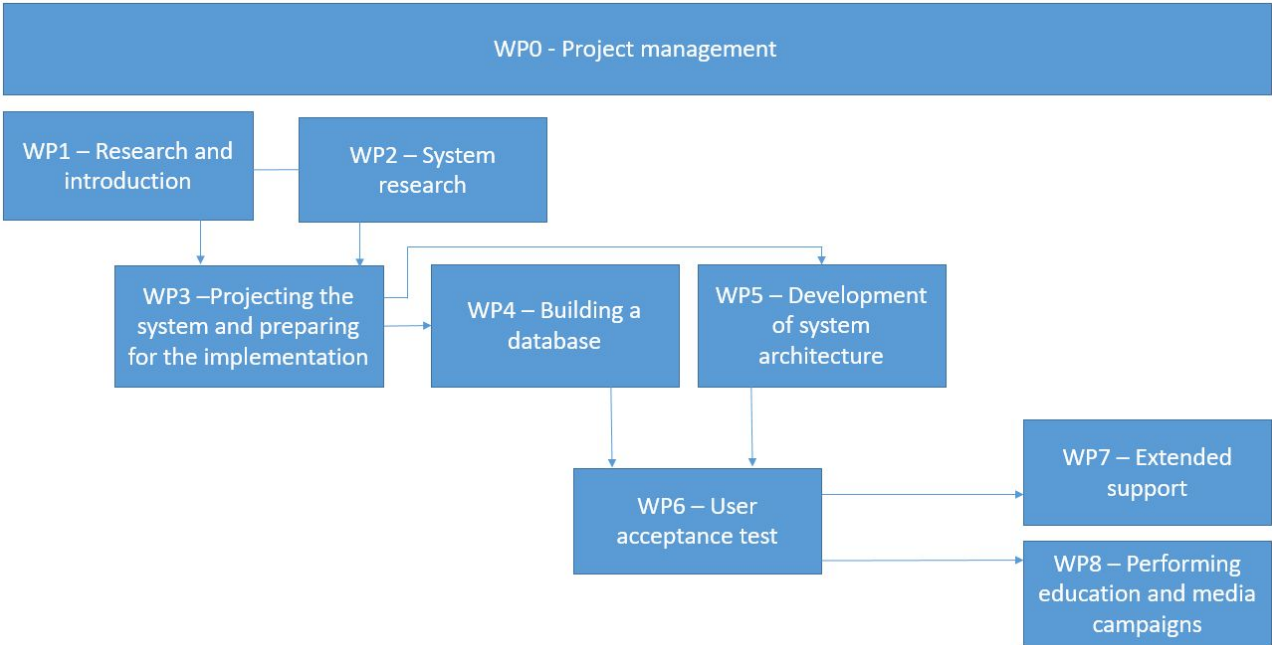 WP0 - Project management
WP1 – Research and
introduction
WP2 – System
research
WP3 –Projecting the
system and preparing
for the implementation
WP4 – Building a
database
WP5 – Development
of system
architecture
WP6 – User
acceptance test
WP7 – Extended
support
WP8 – Performing
education and media
campaigns